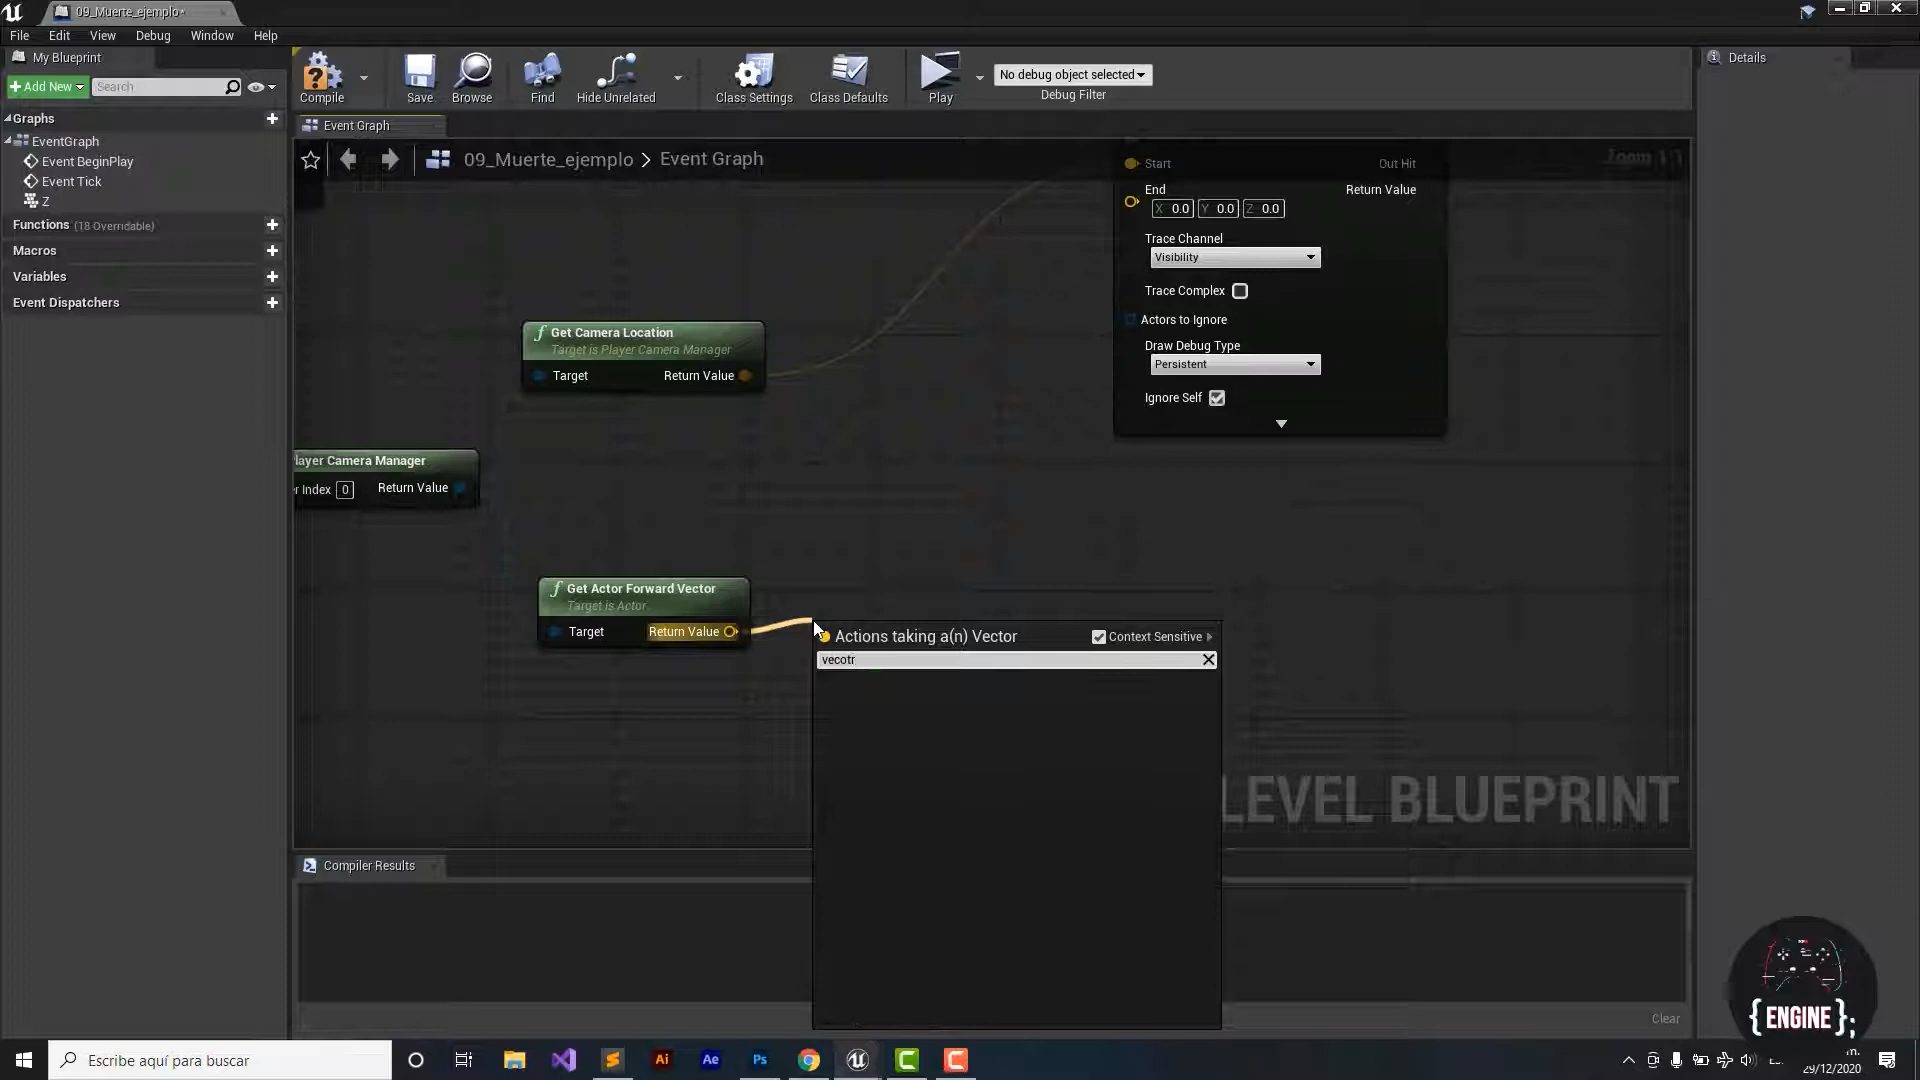 09_Muerte_ejemplo*
File Edit View Debug Window Help
My Blueprint
Add New
Search
Graphs
EventGraph
Event BeginPlay
Event Tick
Z
Functions (18 Overridable)
Macros
Variables
Event Dispatchers
Compile
Save
Browse
Find
Hide Unrelated
Class Settings
Class Defaults
Play
No debug object selected
Debug Filter
Details
Event Graph
09_Muerte_ejemplo > Event Graph
Zoom 1:1
Start
Out Hit
End
Return Value
X 0.0 Y 0.0 Z 0.0
Trace Channel
Visibility
Trace Complex
Actors to Ignore
Draw Debug Type
Persistent
Ignore Self
f Get Camera Location
Target is Player Camera Manager
Target
Return Value
layer Camera Manager
r Index 0
Return Value
f Get Actor Forward Vector
Target is Actor
Target
Return Value
Actions taking a(n) Vector
Context Sensitive
vecotr
LEVEL BLUEPRINT
Compiler Results
Clear
{ENGINE};
Escribe aquí para buscar
Ai
Ae
Ps
29/12/2020